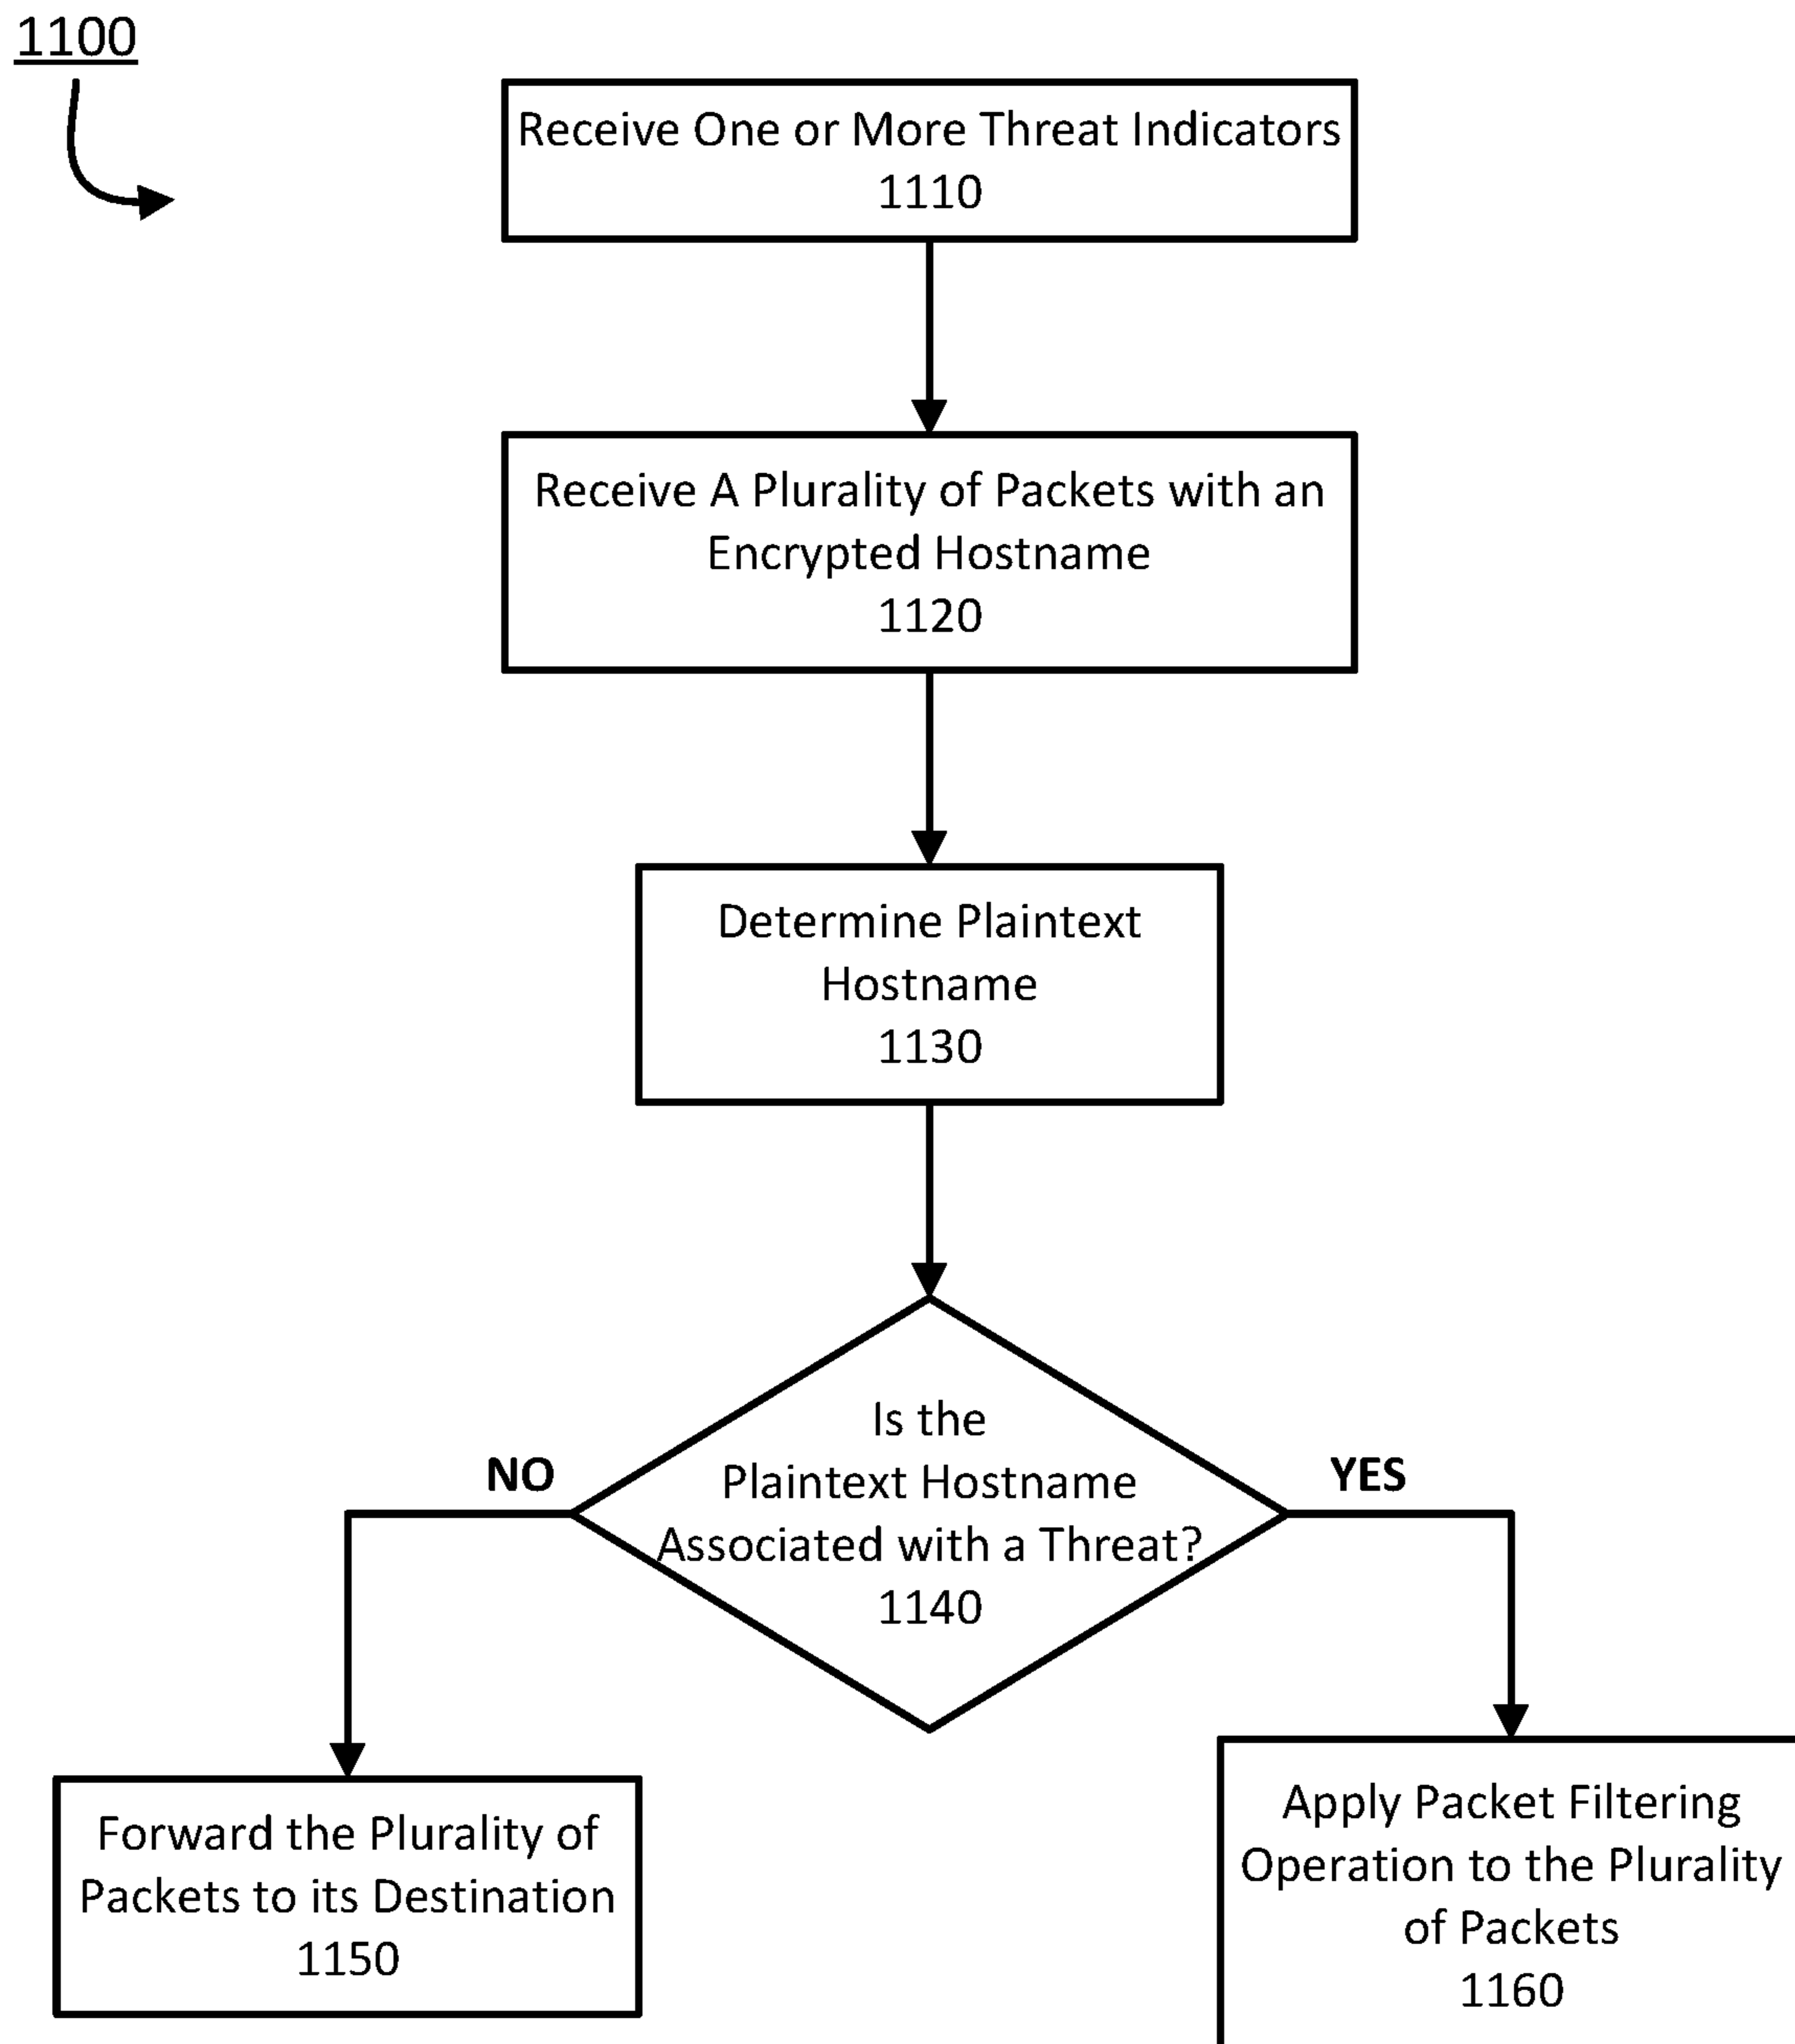 1100
Receive One or More Threat Indicators
1110
Receive A Plurality of Packets with an
Encrypted Hostname
1120
Determine Plaintext
Hostname
1130
Is the
Plaintext Hostname
Associated with a Threat?
1140
NO
YES
Forward the Plurality of
Packets to its Destination
1150
Apply Packet Filtering
Operation to the Plurality
of Packets
1160